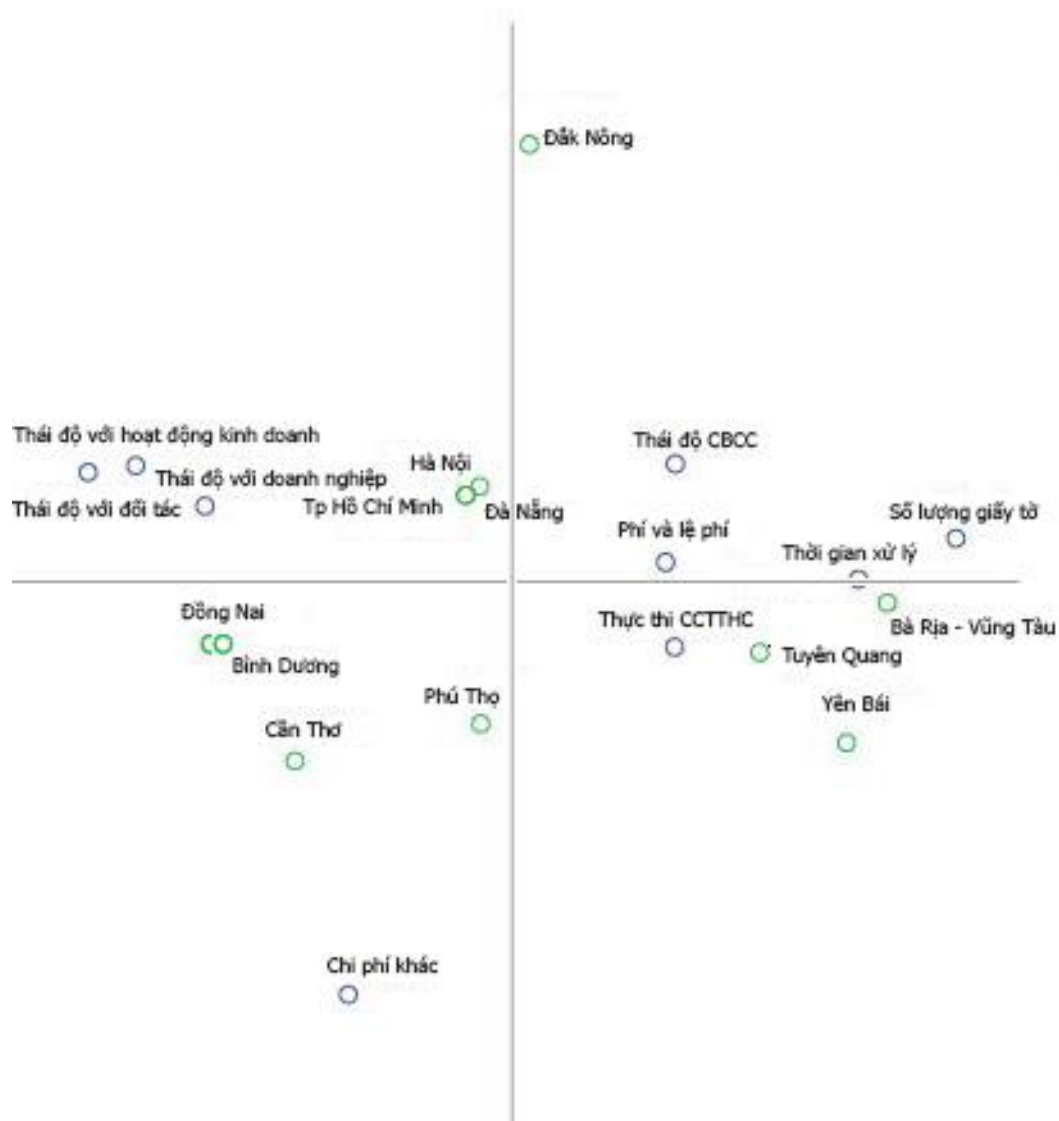 Đắk Nông
Thái độ với hoạt động kinh doanh
Thái độ CBCC
Hà Nội
Thái độ với doanh nghiệp
Tp Hồ Chí Minh
Thái độ với đối tác
Đà Nẵng
Số lượng giấy tờ
Phí và lệ phí
Thời gian xử lý
Đồng Nai
Thực thi CCTTHC
Bà Rịa - Vũng Tàu
Bình Dương
Tuyên Quang
Phú Thọ
Yên Bái
Cần Thơ
Chi phí khác